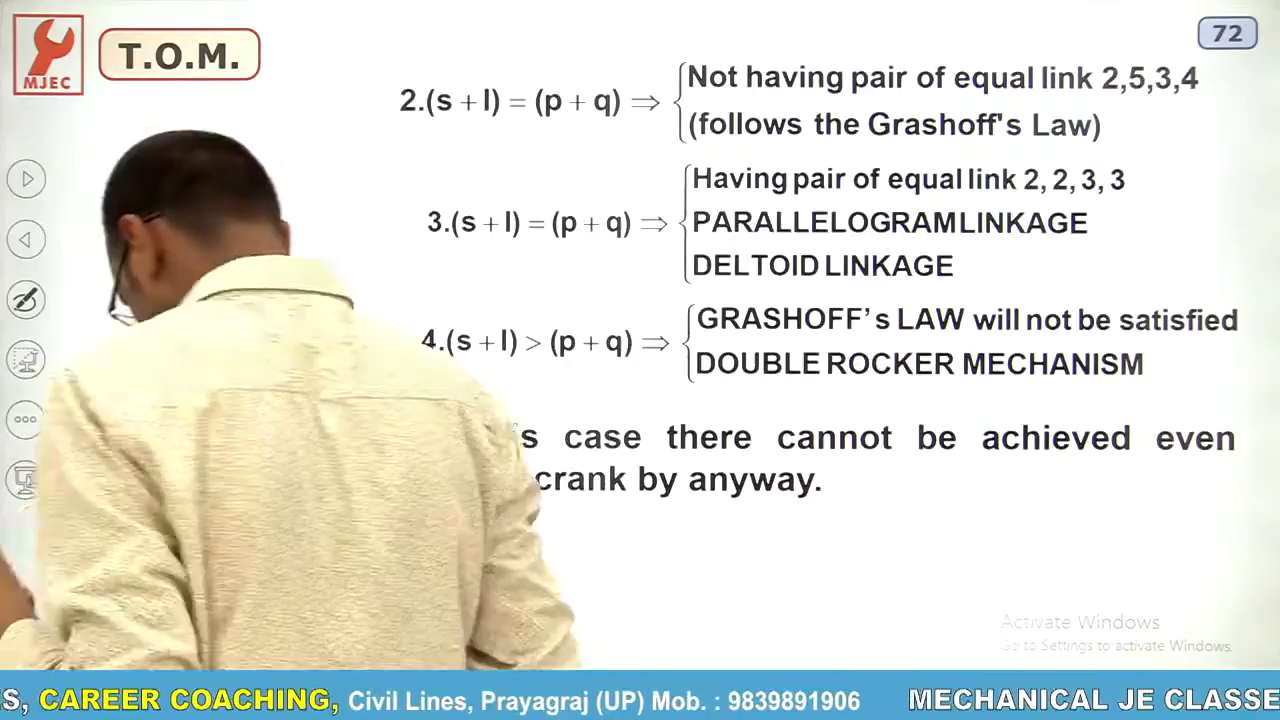 MJEC
T.O.M.
72
2.(s + l) = (p + q) ⇒ Not having pair of equal link 2,5,3,4
(follows the Grashoff's Law)
3.(s + l) = (p + q) ⇒ Having pair of equal link 2, 2, 3, 3
PARALLELOGRAM LINKAGE
DELTOID LINKAGE
4.(s + l) > (p + q) ⇒ GRASHOFF's LAW will not be satisfied
DOUBLE ROCKER MECHANISM
case there cannot be achieved even
crank by anyway.
Activate Windows
Go to Settings to activate Windows.
CAREER COACHING, Civil Lines, Prayagraj (UP) Mob. : 9839891906 MECHANICAL JE CLASSE